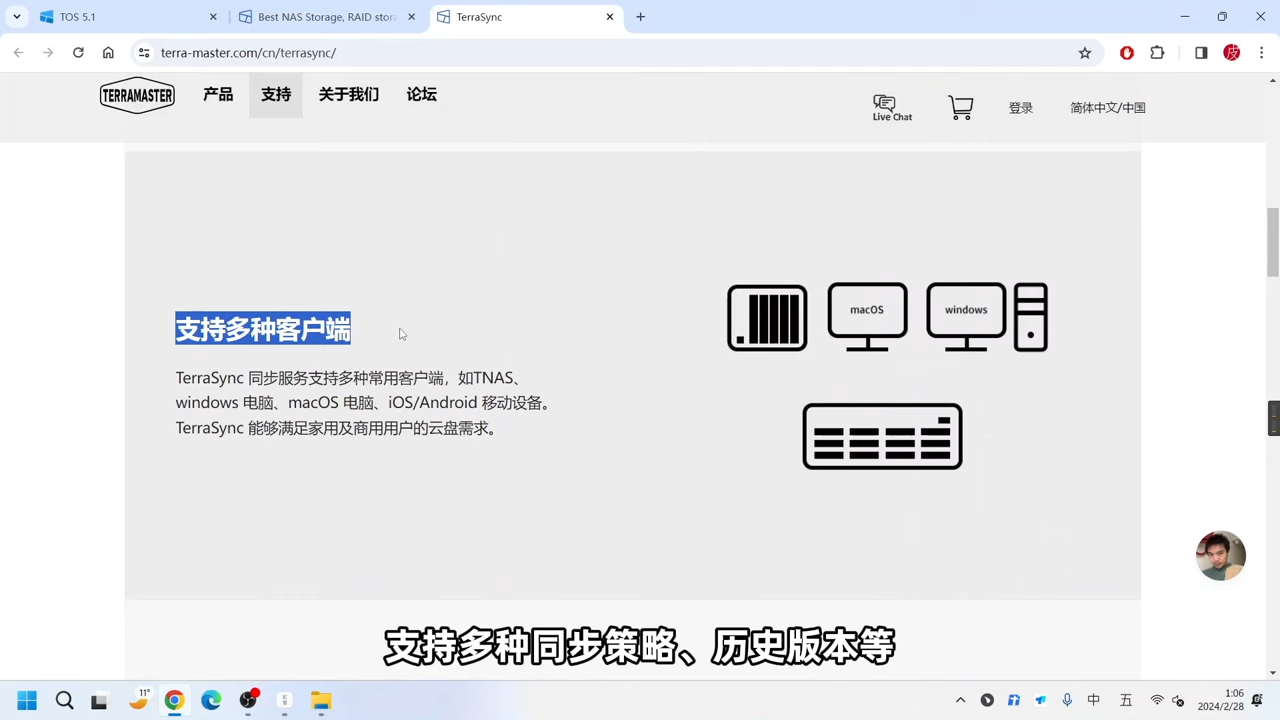 TOS 5.1
Best NAS Storage, RAID stora
TerraSync
terra-master.com/cn/terrasync/
皮
TERRAMASTER
产品
支持
关于我们
论坛
Live Chat
登录
简体中文/中国
支持多种客户端
TerraSync 同步服务支持多种常用客户端，如TNAS、
windows 电脑、macOS 电脑、iOS/Android 移动设备。
TerraSync 能够满足家用及商用用户的云盘需求。
macOS
windows
支持多种同步策略、历史版本等
11°
中
五
1:06
2024/2/28